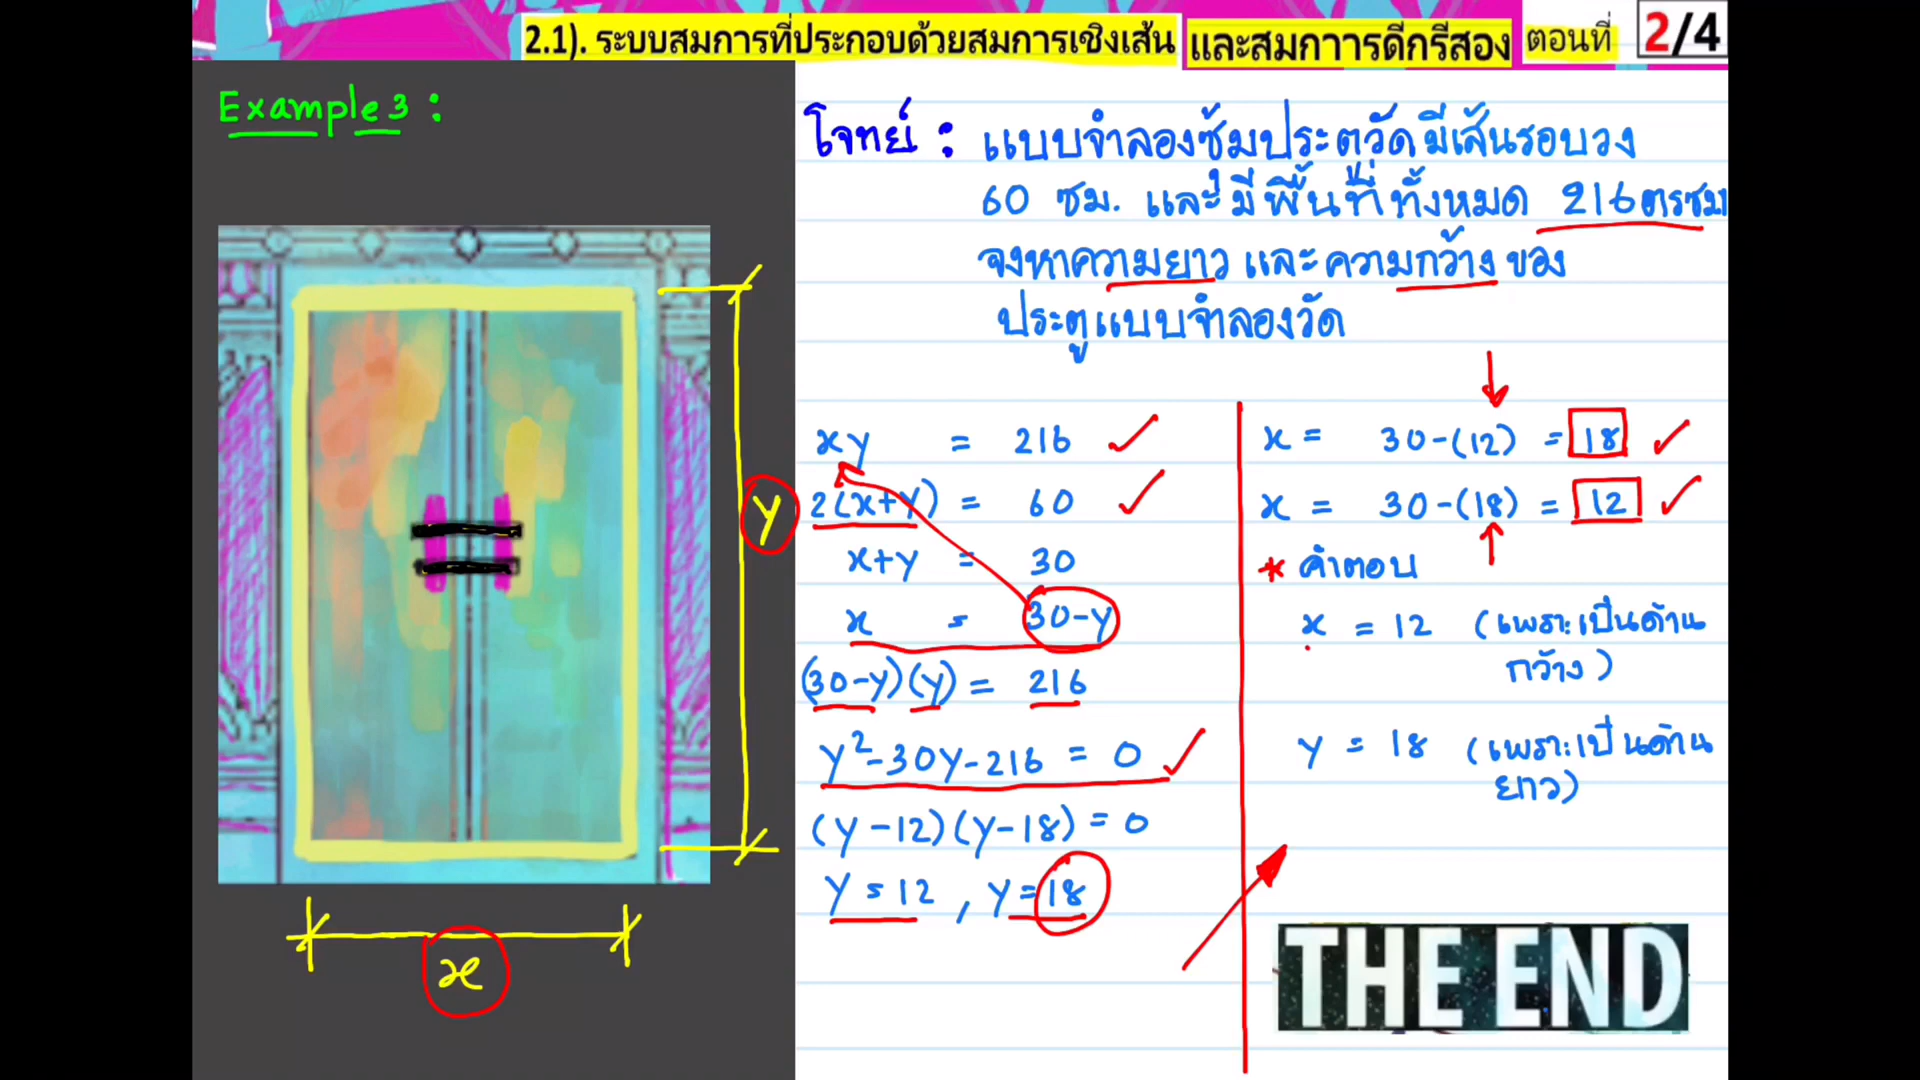 2.1). ระบบสมการที่ประกอบด้วยสมการเชิงเส้น และสมกาารดีกรีสอง ตอนที่ 2/4
Example 3 :
โจทย์ : แบบจำลองซุ้มประตูวัด มีเส้นรอบวง
60 ซม. และมีพื้นที่ทั้งหมด 216 ตรซม
จงหาความยาว และความกว้าง ของ
ประตูแบบจำลองวัด
y
x
xy = 216
2(x+y) = 60
x+y = 30
x = 30-y
(30-y)(y) = 216
y²-30y-216 = 0
(y-12)(y-18) = 0
y = 12 , y = 18
x = 30-(12) = 18
x = 30-(18) = 12
* คำตอบ
x = 12 (เพราะเป็นด้าน
กว้าง)
y = 18 (เพราะเป็นด้าน
ยาว)
THE END